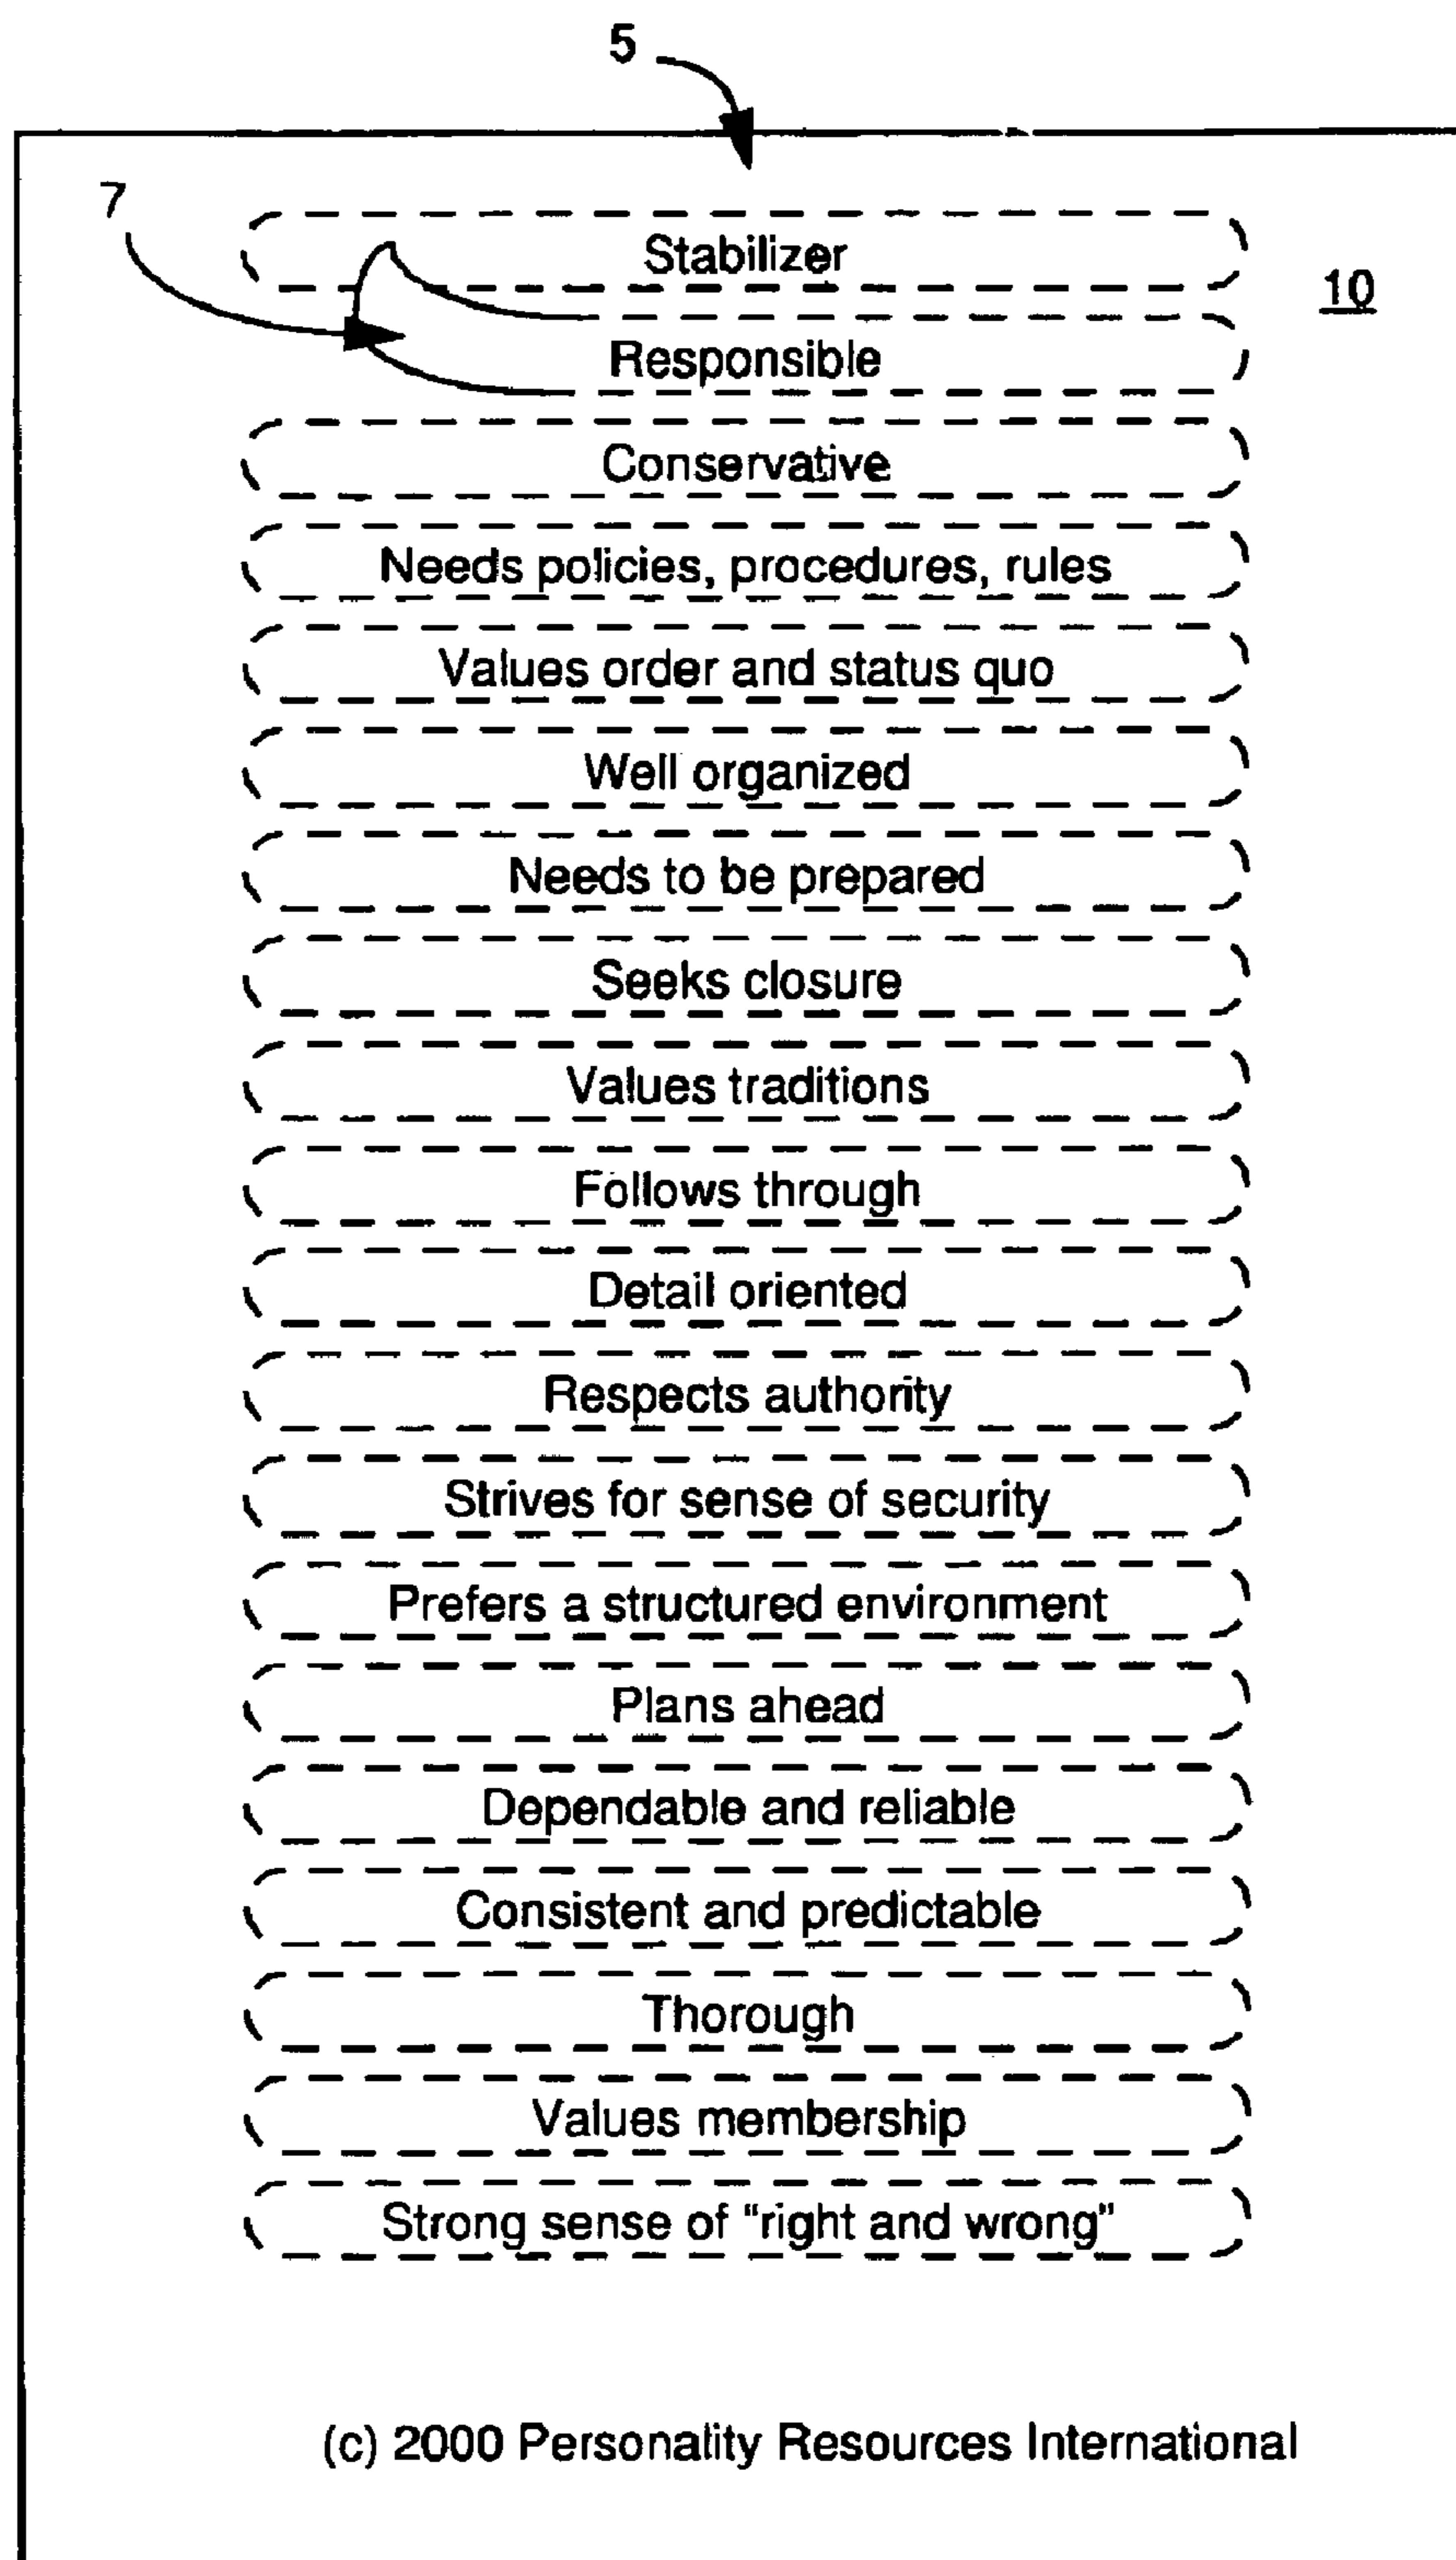 5
7
Stabilizer
10
Responsible
Conservative
Needs policies, procedures, rules
Values order and status quo
Well organized
Needs to be prepared
Seeks closure
Values traditions
Follows through
Detail oriented
Respects authority
Strives for sense of security
Prefers a structured environment
Plans ahead
Dependable and reliable
Consistent and predictable
Thorough
Values membership
Strong sense of “right and wrong”
(c) 2000 Personality Resources International